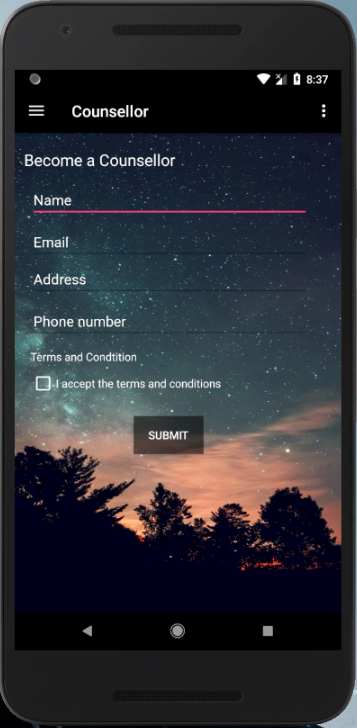 8:37
Counsellor
Become a Counsellor
Name
Email
Address
Phone number
Terms and Condtition
I accept the terms and conditions
SUBMIT